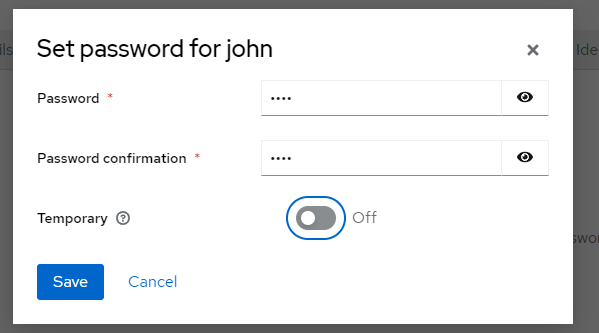 Set password for john
Password *
••••
Password confirmation *
••••
Temporary
Off
Save
Cancel